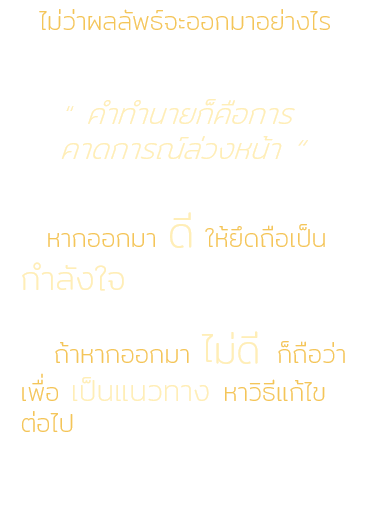 ไม่ว่าผลลัพธ์จะออกมาอย่างไร
“ คำทำนายก็คือการ
คาดการณ์ล่วงหน้า ”
หากออกมา ดี ให้ยึดถือเป็น
กำลังใจ
ถ้าหากออกมา ไม่ดี ก็ถือว่า
เพื่อ เป็นแนวทาง หาวิธีแก้ไข
ต่อไป